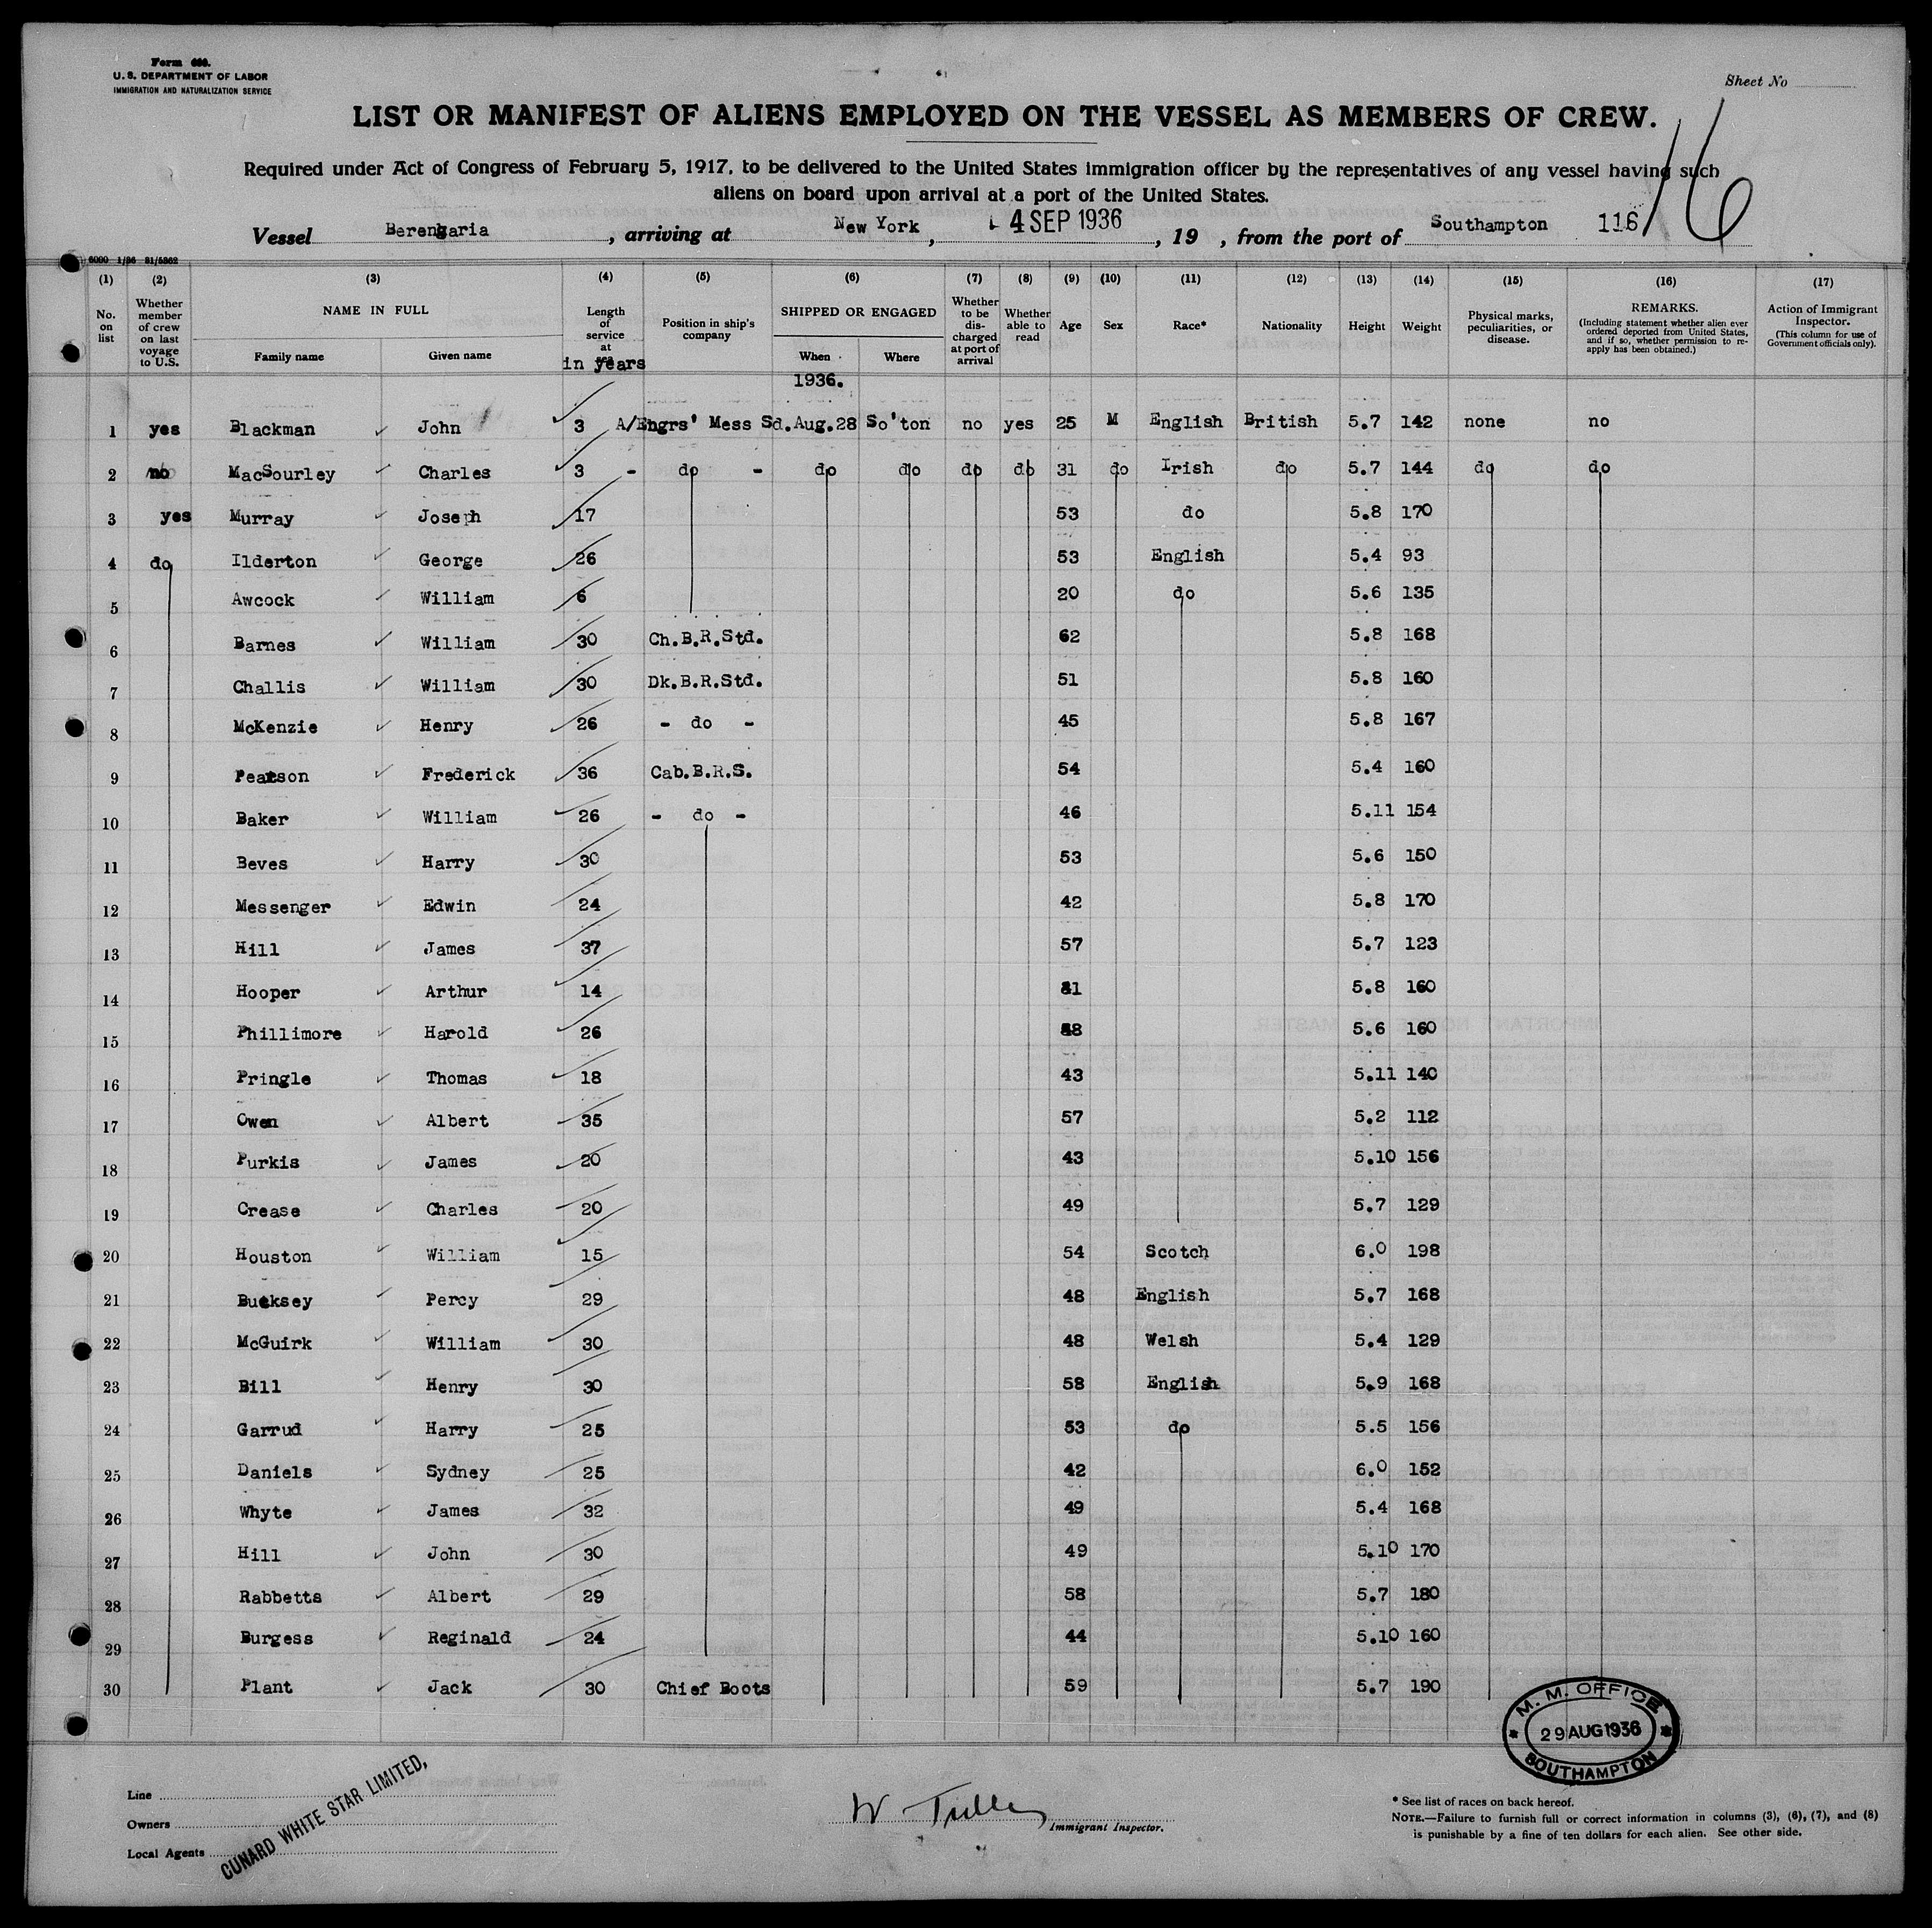 Form 680.
U. S. DEPARTMENT OF LABOR
IMMIGRATION AND NATURALIZATION SERVICE
Sheet No
LIST OR MANIFEST OF ALIENS EMPLOYED ON THE VESSEL AS MEMBERS OF CREW.
16
Required under Act of Congress of February 5, 1917, to be delivered to the United States immigration officer by the representatives of any vessel having such
aliens on board upon arrival at a port of the United States.
Vessel Berengaria , arriving at New York , 4 SEP 1936 , 19 , from the port of Southampton 116
6000 1/36 81/5862
(1) (2) (3) (4) (5) (6) (7) (8) (9) (10) (11) (12) (13) (14) (15) (16) (17)
No. on list
Whether member of crew on last voyage to U.S.
NAME IN FULL
Family name
Given name
Length of service at sea
in years
Position in ship's company
SHIPPED OR ENGAGED
When
Where
1936.
Whether to be discharged at port of arrival
Whether able to read
Age
Sex
Race*
Nationality
Height
Weight
Physical marks, peculiarities, or disease.
REMARKS.
(Including statement whether alien ever ordered deported from United States, and if so, whether permission to reapply has been obtained.)
Action of Immigrant Inspector.
(This column for use of Government officials only).
1 yes Blackman John 3 A/Engrs' Mess Sd. Aug.28 So'ton no yes 25 M English British 5.7 142 none no
2 no MacSourley Charles 3 - do - do do do do 31 do Irish do 5.7 144 do do
3 yes Murray Joseph 17 53 do 5.8 170
4 do Ilderton George 26 53 English 5.4 93
5 Awcock William 6 20 do 5.6 135
6 Barnes William 30 Ch.B.R.Std. 62 5.8 168
7 Challis William 30 Dk.B.R.Std. 51 5.8 160
8 McKenzie Henry 26 - do - 45 5.8 167
9 Pearson Frederick 36 Cab.B.R.S. 54 5.4 160
10 Baker William 26 - do - 46 5.11 154
11 Beves Harry 30 53 5.6 150
12 Messenger Edwin 24 42 5.8 170
13 Hill James 37 57 5.7 123
14 Hooper Arthur 14 5.8 160
15 Phillimore Harold 26 5.6 160
16 Pringle Thomas 18 43 5.11 140
17 Owen Albert 35 57 5.2 112
18 Purkis James 20 43 5.10 156
19 Crease Charles 20 49 5.7 129
20 Houston William 15 54 Scotch 6.0 198
21 Bucksey Percy 29 48 English 5.7 168
22 McGuirk William 30 48 Welsh 5.4 129
23 Bill Henry 30 58 English 5.9 168
24 Garrud Harry 25 53 do 5.5 156
25 Daniels Sydney 25 42 6.0 152
26 Whyte James 32 49 5.4 168
27 Hill John 30 49 5.10 170
28 Rabbetts Albert 29 58 5.7 180
29 Burgess Reginald 24 44 5.10 160
30 Plant Jack 30 Chief Boots 59 5.7 190
M. M. OFFICE
29 AUG 1936
SOUTHAMPTON
Line
Owners
Local Agents
CUNARD WHITE STAR LIMITED,
W Tulley
Immigrant Inspector.
* See list of races on back hereof.
NOTE.—Failure to furnish full or correct information in columns (3), (6), (7), and (8)
is punishable by a fine of ten dollars for each alien. See other side.